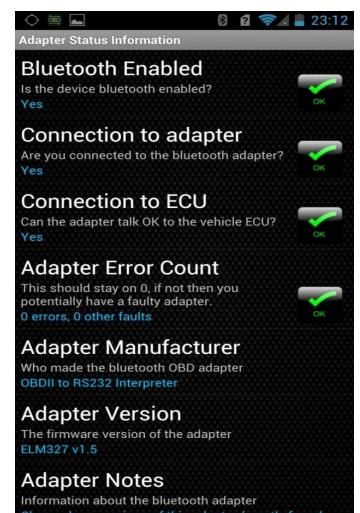 23:12
Adapter Status Information
Bluetooth Enabled
Is the device bluetooth enabled?
Yes
OK
Connection to adapter
Are you connected to the bluetooth adapter?
Yes
OK
Connection to ECU
Can the adapter talk OK to the vehicle ECU?
Yes
OK
Adapter Error Count
This should stay on 0, if not then you
potentially have a faulty adapter.
0 errors, 0 other faults
OK
Adapter Manufacturer
Who made the bluetooth OBD adapter
OBDII to RS232 Interpreter
Adapter Version
The firmware version of the adapter
ELM327 v1.5
Adapter Notes
Information about the bluetooth adapter